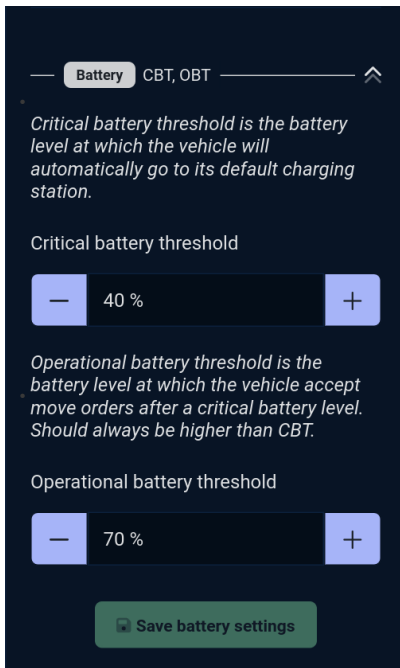 Battery CBT, OBT
Critical battery threshold is the battery
level at which the vehicle will
automatically go to its default charging
station.
Critical battery threshold
− 40 % +
Operational battery threshold is the
battery level at which the vehicle accept
move orders after a critical battery level.
Should always be higher than CBT.
Operational battery threshold
− 70 % +
Save battery settings